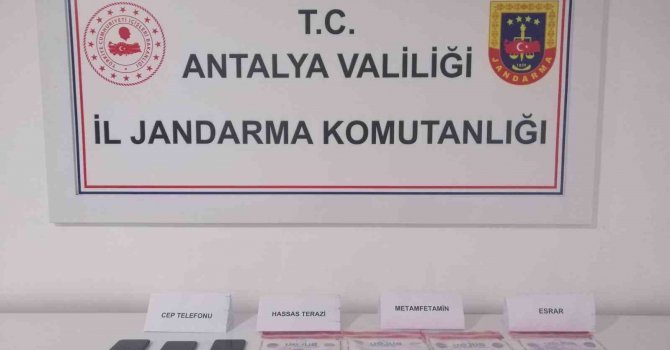 T.C.
ANTALYA VALİLİĞİ
İL JANDARMA KOMUTANLIĞI
JANDARMA
CEP TELEFONU
HASSAS TERAZİ
METAMFETAMİN
ESRAR